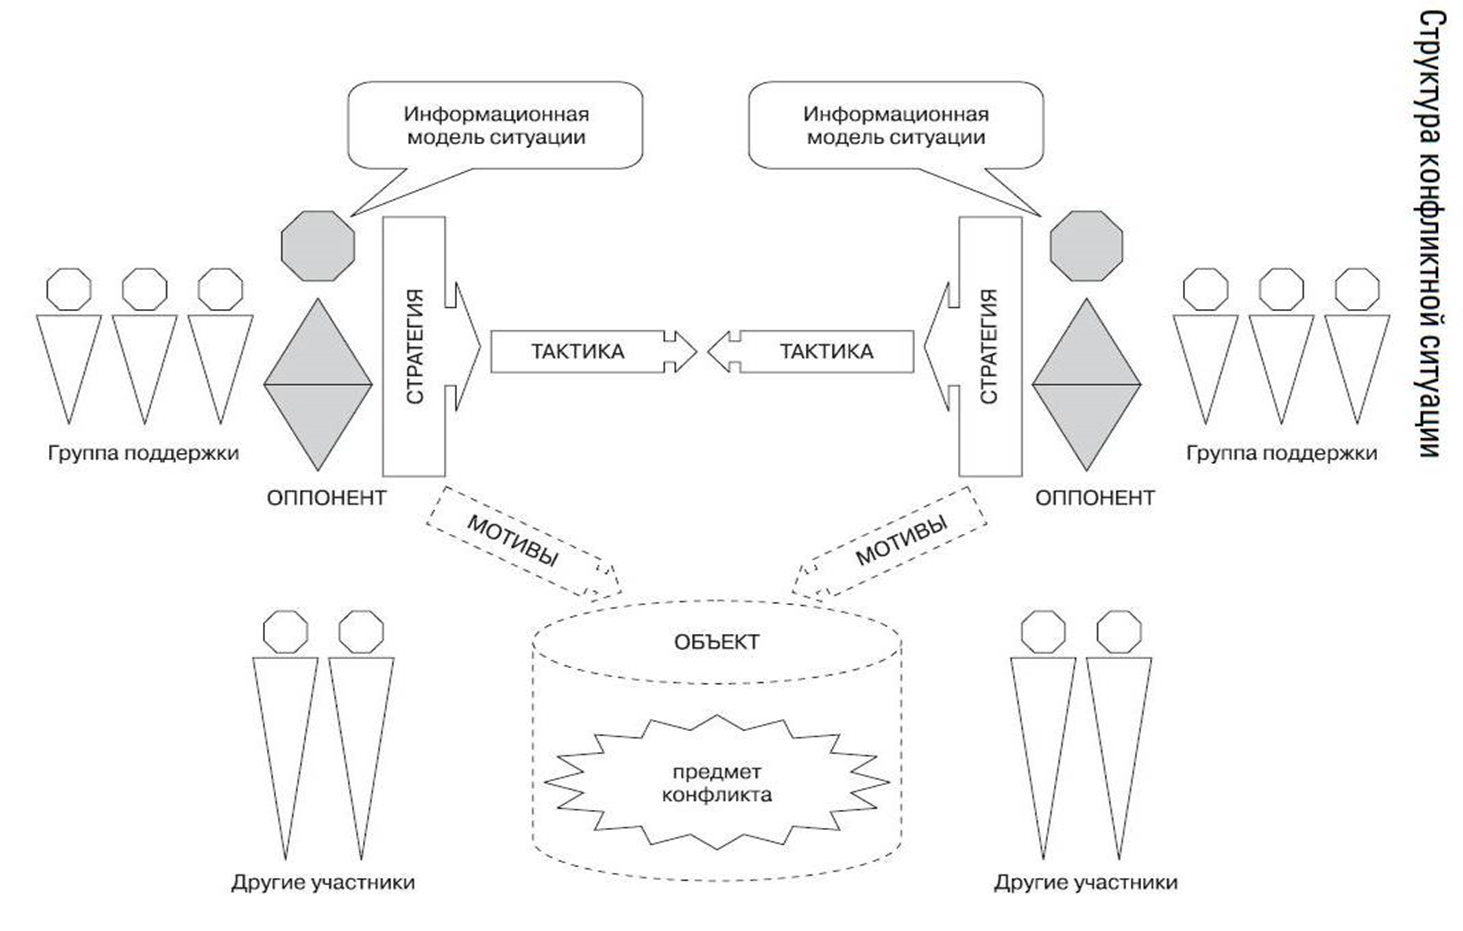 Структура конфликтной ситуации
Информационная
модель ситуации
Информационная
модель ситуации
СТРАТЕГИЯ
ТАКТИКА
ТАКТИКА
СТРАТЕГИЯ
Группа поддержки
Группа поддержки
ОППОНЕНТ
ОППОНЕНТ
МОТИВЫ
МОТИВЫ
ОБЪЕКТ
предмет
конфликта
Другие участники
Другие участники